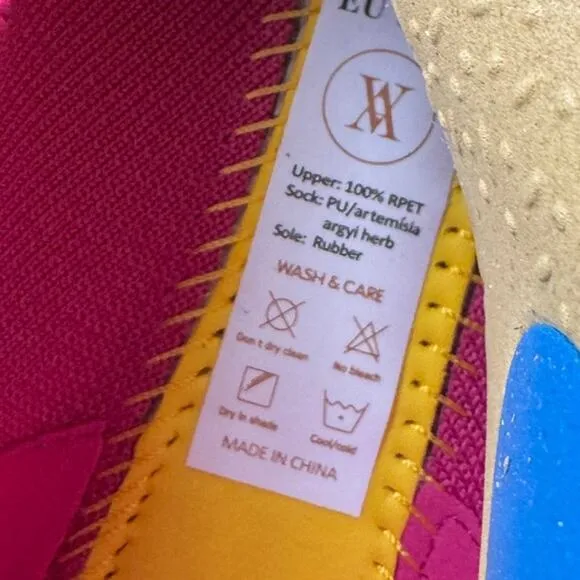 EU
Upper: 100% RPET
Sock: PU/artemisia
argyi herb
Sole: Rubber
WASH & CARE
Don t dry clean
No bleach
Dry in shade
Cool/cold
MADE IN CHINA